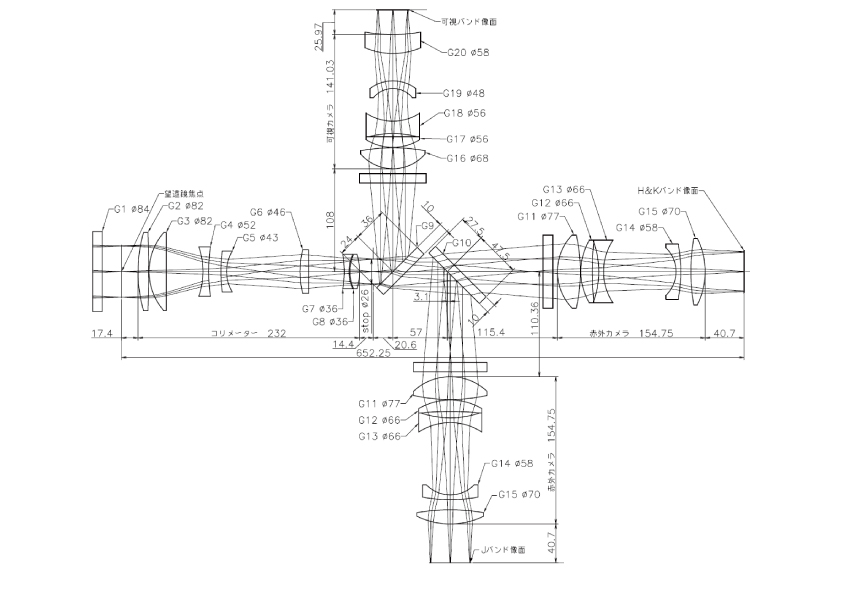 可視バンド像面
25.97
G20 ø58
141.03
可視カメラ
G19 ø48
G18 ø56
G17 ø56
G16 ø68
108
望遠鏡焦点
G1 ø84
G2 ø82
G3 ø82
G4 ø52
G5 ø43
G6 ø46
36
24
G9
10
27.5
47.5
G10
G13 ø66
G12 ø66
G11 ø77
H&Kバンド像面
G15 ø70
G14 ø58
G7 ø36
G8 ø36
stop ø26
3.1
10
17.4
コリメーター 232
14.4
20.6
57
115.4
赤外カメラ 154.75
40.7
652.25
110.36
G11 ø77
G12 ø66
G13 ø66
G14 ø58
G15 ø70
赤外カメラ 154.75
40.7
Jバンド像面